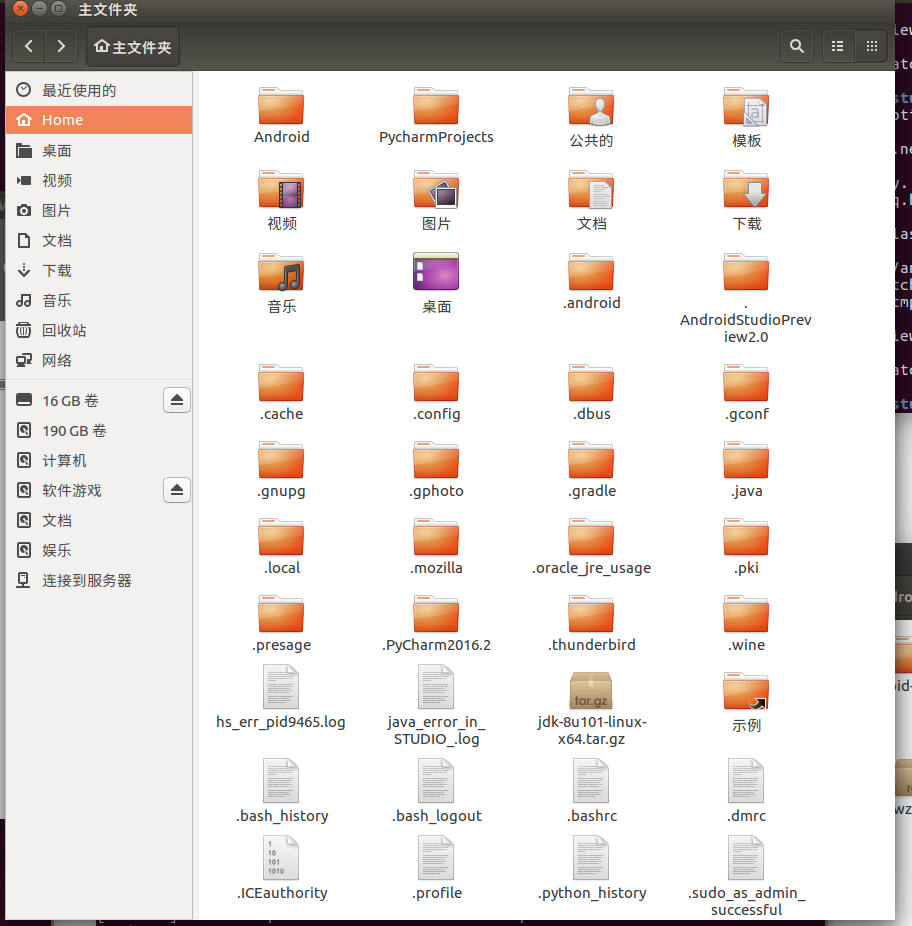 主文件夹
主文件夹
最近使用的
Home
桌面
视频
图片
文档
下载
音乐
回收站
网络
16 GB 卷
190 GB 卷
计算机
软件游戏
文档
娱乐
连接到服务器
Android
PycharmProjects
公共的
模板
视频
图片
文档
下载
音乐
桌面
.android
.
AndroidStudioPrev
iew2.0
.cache
.config
.dbus
.gconf
.gnupg
.gphoto
.gradle
.java
.local
.mozilla
.oracle_jre_usage
.pki
.presage
.PyCharm2016.2
.thunderbird
.wine
hs_err_pid9465.log
java_error_in_
STUDIO_.log
tar.gz
jdk-8u101-linux-
x64.tar.gz
示例
.bash_history
.bash_logout
.bashrc
.dmrc
1
10
101
1010
.ICEauthority
.profile
.python_history
.sudo_as_admin_
successful